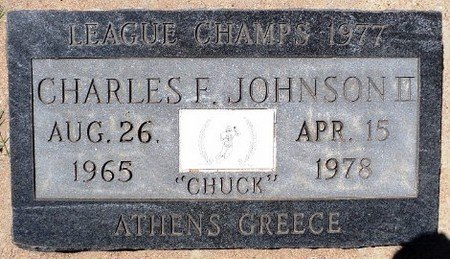 LEAGUE CHAMPS 1977
CHARLES F. JOHNSON II
AUG. 26, APR. 15
1965 1978
"CHUCK"
ATHENS GREECE